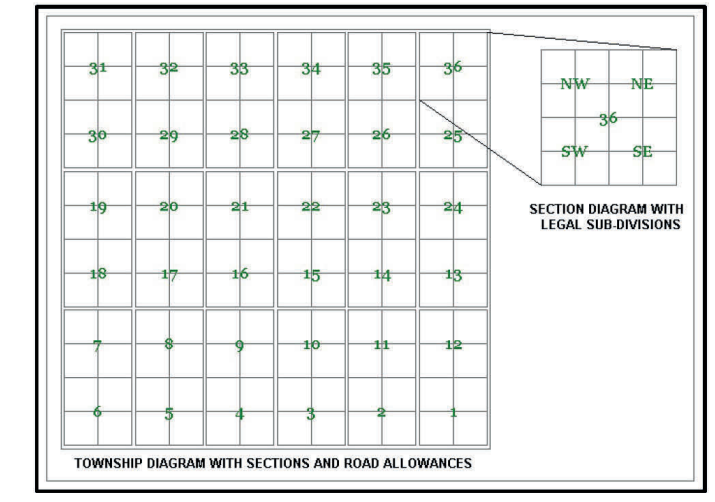 31 32 33 34 35 36
30 29 28 27 26 25
19 20 21 22 23 24
18 17 16 15 14 13
7 8 9 10 11 12
6 5 4 3 2 1
TOWNSHIP DIAGRAM WITH SECTIONS AND ROAD ALLOWANCES
NW NE
36
SW SE
SECTION DIAGRAM WITH
LEGAL SUB-DIVISIONS